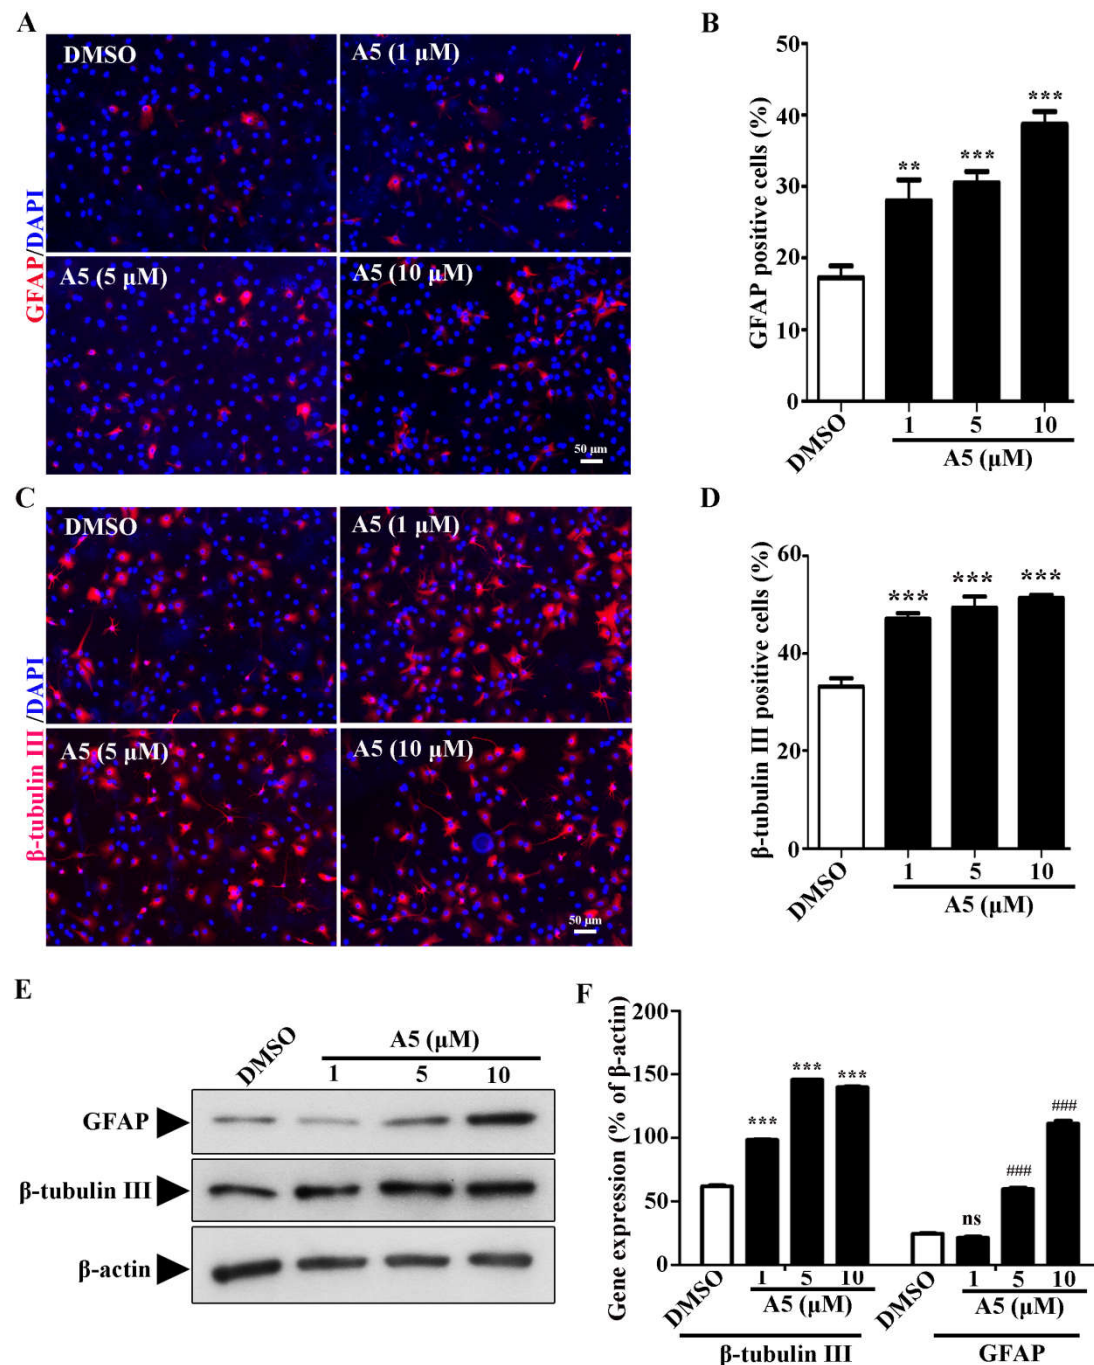 A
GFAP/DAPI
DMSO
A5 (1 μM)
A5 (5 μM)
A5 (10 μM)
50 μm
B
GFAP positive cells (%)
50
40
30
20
10
0
**
***
***
DMSO
1 5 10
A5 (μM)
C
β-tubulin III/DAPI
DMSO
A5 (1 μM)
A5 (5 μM)
A5 (10 μM)
50 μm
D
β-tubulin III positive cells (%)
60
40
20
0
***
***
***
DMSO
1 5 10
A5 (μM)
E
DMSO
A5 (μM)
1 5 10
GFAP
β-tubulin III
β-actin
F
Gene expression (% of β-actin)
200
150
100
50
0
***
***
***
ns
###
###
DMSO
1 5 10
A5 (μM)
β-tubulin III
DMSO
1 5 10
A5 (μM)
GFAP